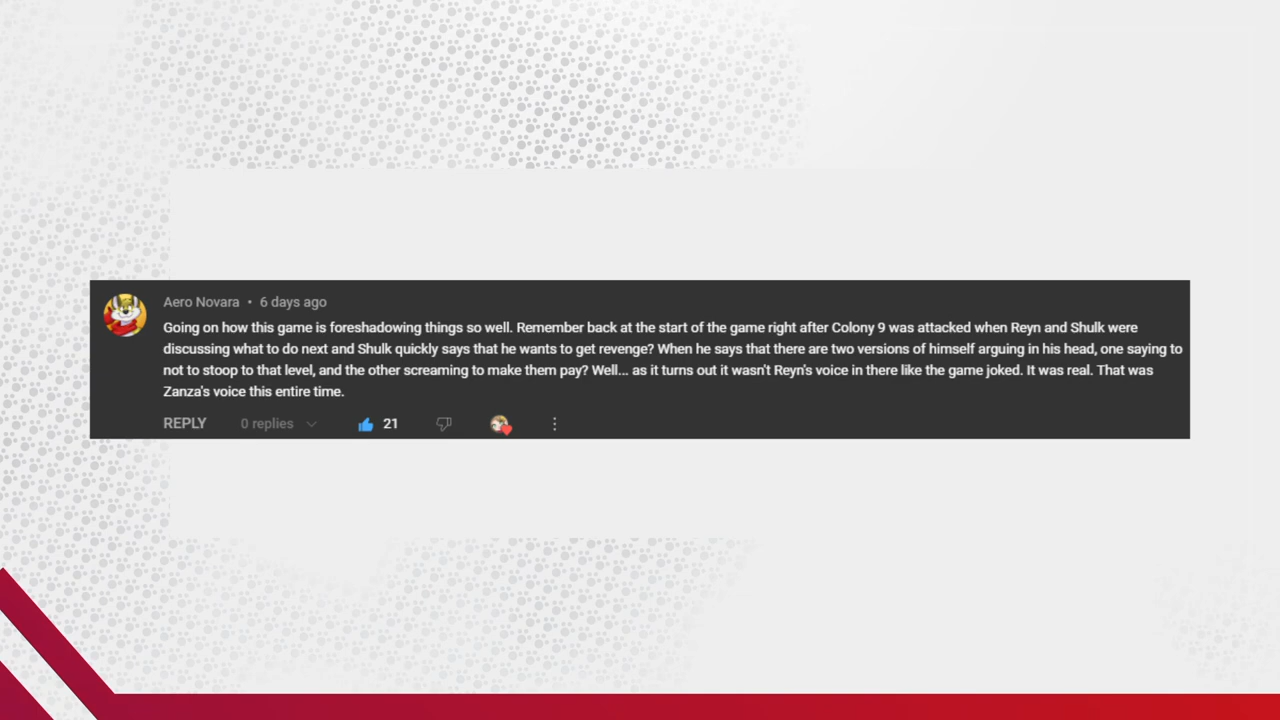 Aero Novara • 6 days ago
Going on how this game is foreshadowing things so well. Remember back at the start of the game right after Colony 9 was attacked when Reyn and Shulk were
discussing what to do next and Shulk quickly says that he wants to get revenge? When he says that there are two versions of himself arguing in his head, one saying to
not to stoop to that level, and the other screaming to make them pay? Well... as it turns out it wasn't Reyn's voice in there like the game joked. It was real. That was
Zanza's voice this entire time.
REPLY 0 replies 21